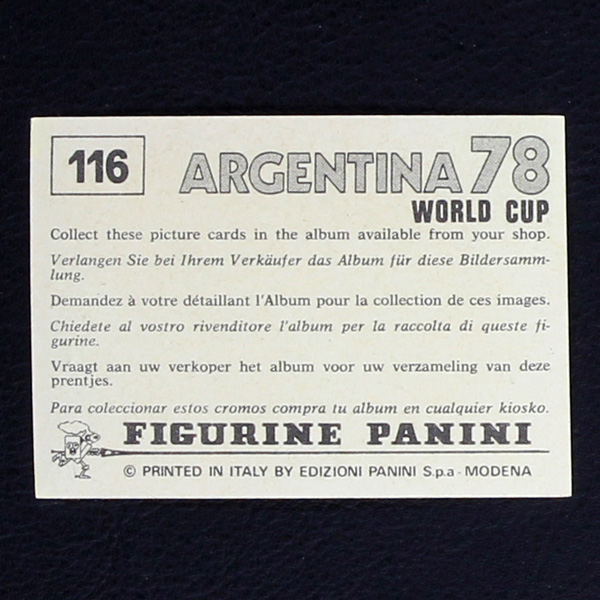 116
ARGENTINA 78
WORLD CUP
Collect these picture cards in the album available from your shop.
Verlangen Sie bei Ihrem Verkäufer das Album für diese Bildersamm-
lung.
Demandez à votre détaillant l'Album pour la collection de ces images.
Chiedete al vostro rivenditore l'album per la raccolta di queste fi-
gurine.
Vraagt aan uw verkoper het album voor uw verzameling van deze
prentjes.
Para coleccionar estos cromos compra tu album en cualquier kiosko.
FIGURINE PANINI
© PRINTED IN ITALY BY EDIZIONI PANINI S.p.a - MODENA